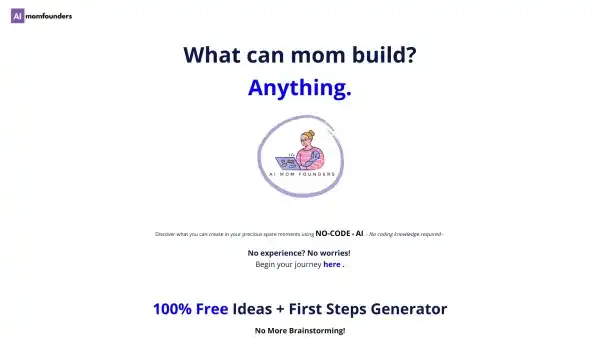 AI momfounders
What can mom build?
Anything.
AI MOM FOUNDERS
Discover what you can create in your precious spare moments using NO-CODE - AI - No coding knowledge required -
No experience? No worries!
Begin your journey here .
100% Free Ideas + First Steps Generator
No More Brainstorming!